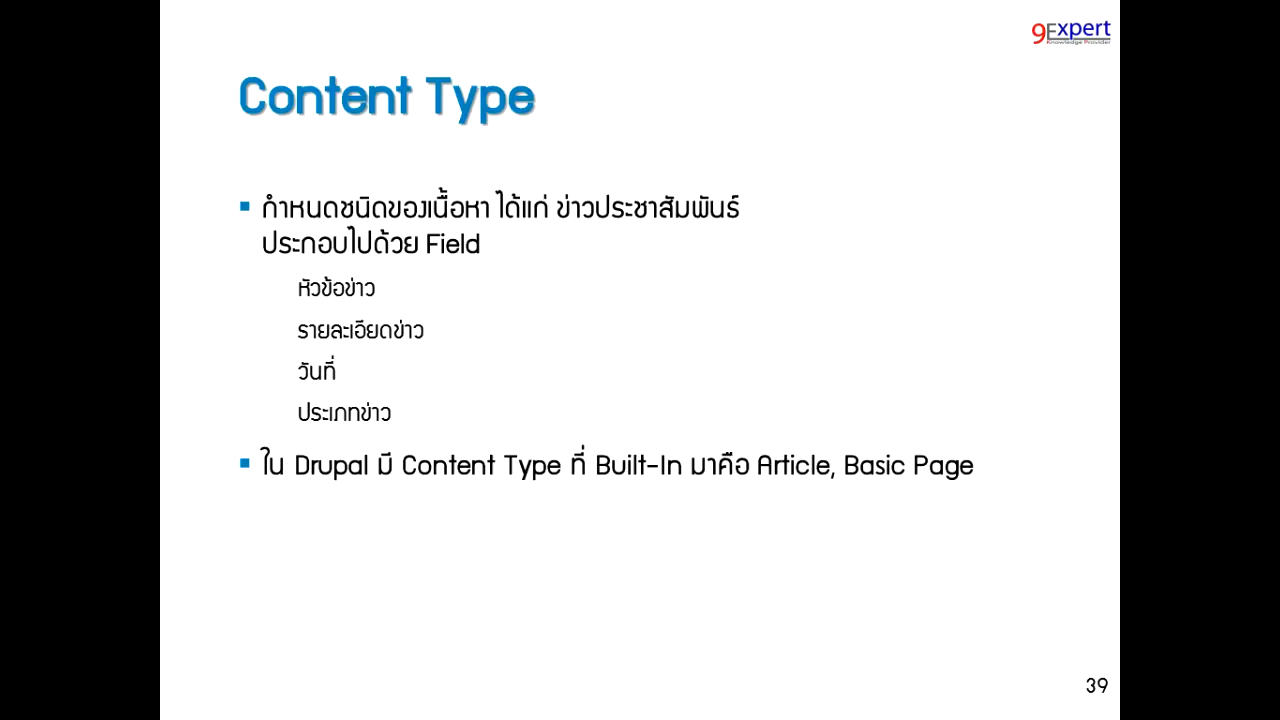 9Expert
Knowledge Provider
Content Type
กำหนดชนิดของเนื้อหา ได้แก่ ข่าวประชาสัมพันธ์
ประกอบไปด้วย Field
หัวข้อข่าว
รายละเอียดข่าว
วันที่
ประเภทข่าว
ใน Drupal มี Content Type ที่ Built-In มาคือ Article, Basic Page
39